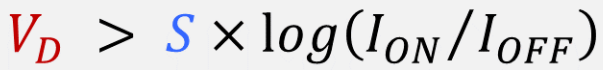 V_D > S × log(I_ON/I_OFF)